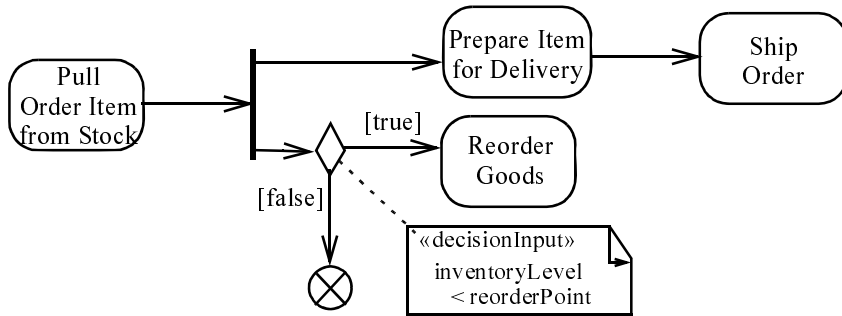 Pull
Order Item
from Stock
Prepare Item
for Delivery
Ship
Order
[true]
Reorder
Goods
[false]
«decisionInput»
inventoryLevel
< reorderPoint